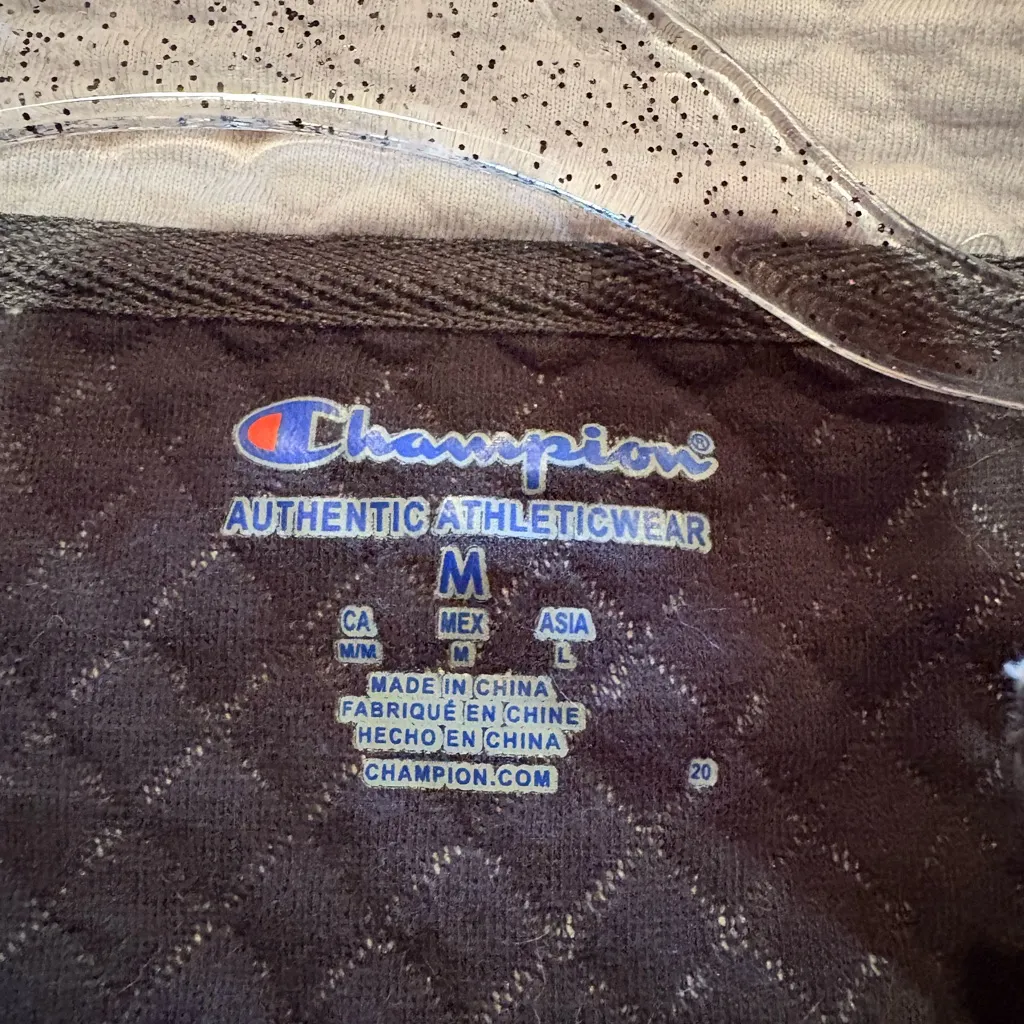 Champion®
AUTHENTIC ATHLETICWEAR
M
CA MEX ASIA
M/M M L
MADE IN CHINA
FABRIQUÉ EN CHINE
HECHO EN CHINA
CHAMPION.COM 20